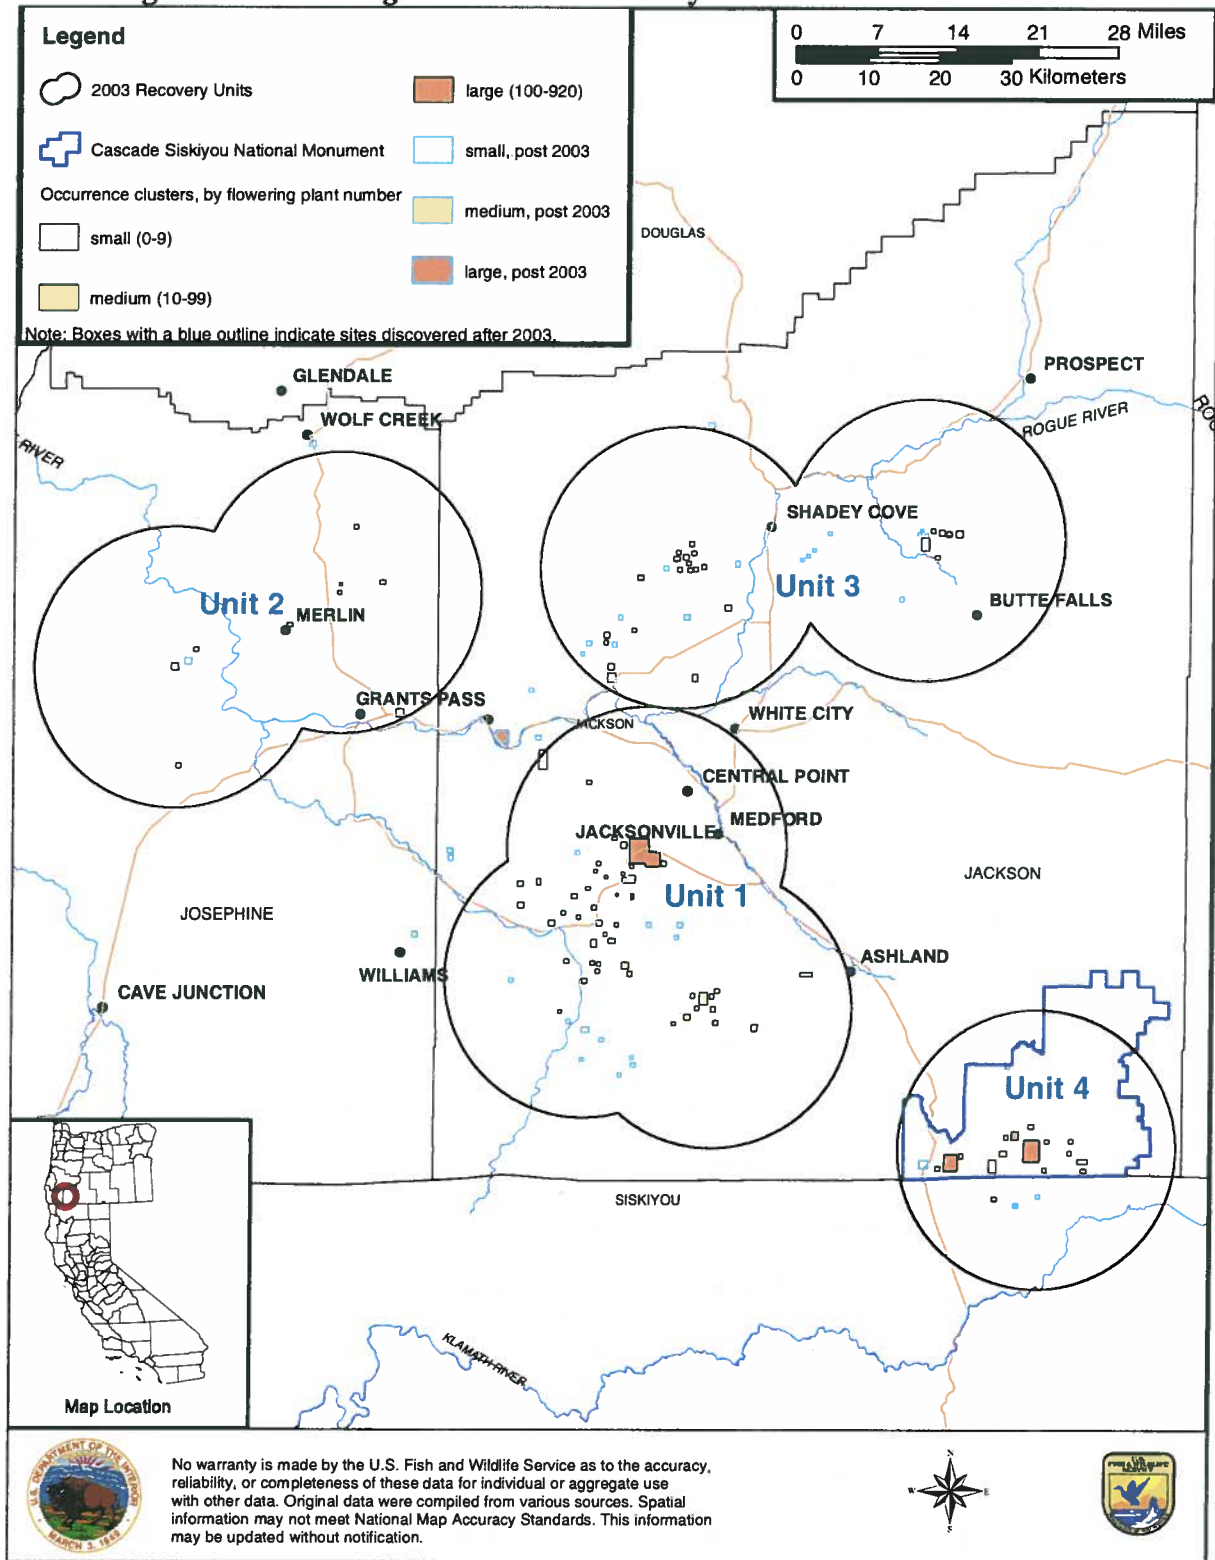 Legend
2003 Recovery Units
Cascade Siskiyou National Monument
Occurrence clusters, by flowering plant number
small (0-9)
medium (10-99)
large (100-920)
small, post 2003
medium, post 2003
large, post 2003
Note: Boxes with a blue outline indicate sites discovered after 2003.
0 7 14 21 28 Miles
0 10 20 30 Kilometers
DOUGLAS
GLENDALE
WOLF CREEK
PROSPECT
ROGUE RIVER
RIVER
SHADEY COVE
Unit 3
BUTTE FALLS
Unit 2
MERLIN
GRANTS PASS
JACKSON
WHITE CITY
CENTRAL POINT
MEDFORD
JACKSONVILLE
Unit 1
JACKSON
JOSEPHINE
WILLIAMS
ASHLAND
CAVE JUNCTION
Unit 4
SISKIYOU
KLAMATH RIVER
Map Location
U.S. DEPARTMENT OF THE INTERIOR
MARCH 3, 1849
No warranty is made by the U.S. Fish and Wildlife Service as to the accuracy,
reliability, or completeness of these data for individual or aggregate use
with other data. Original data were compiled from various sources. Spatial
information may not meet National Map Accuracy Standards. This information
may be updated without notification.
N
W E
S